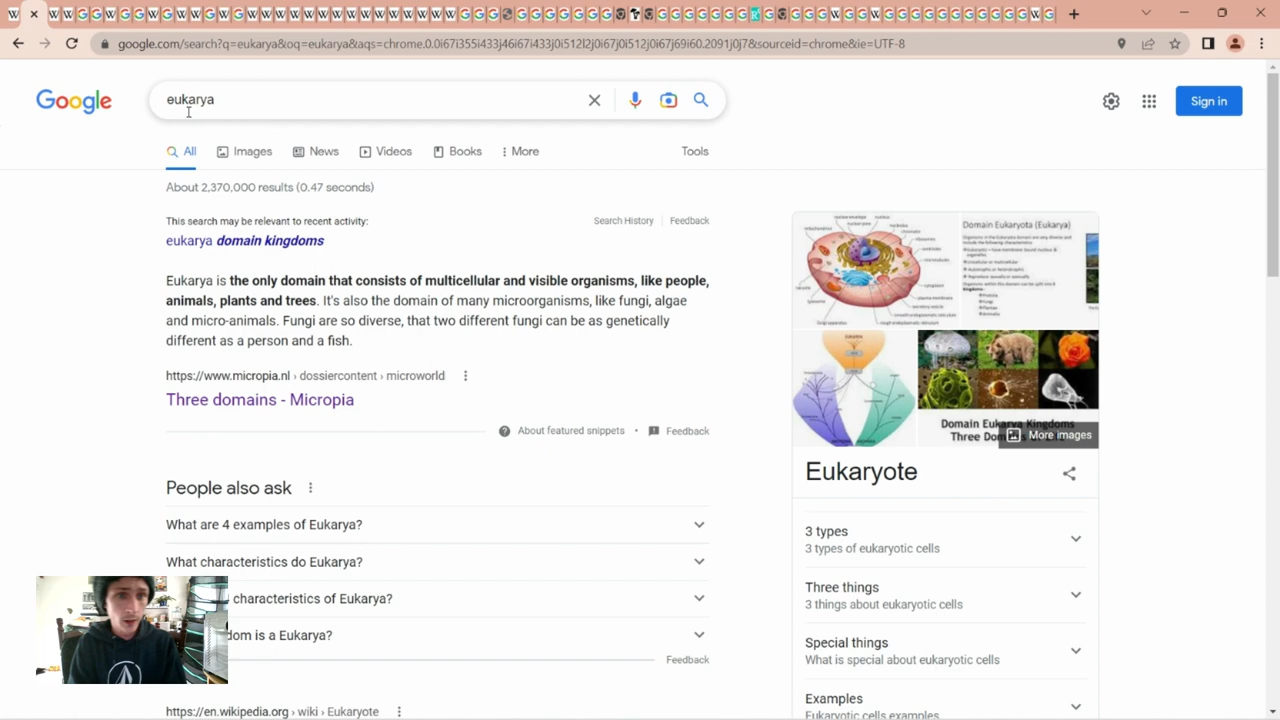 google.com/search?q=eukarya&oq=eukarya&aqs=chrome.0.0i67i355i433j46i67i433j0i512l2j0i67j0i512j0i67j69i60.2091j0j7&sourceid=chrome&ie=UTF-8
Google
eukarya
Sign in
All
Images
News
Videos
Books
More
Tools
About 2,370,000 results (0.47 seconds)
This search may be relevant to recent activity:
Search History
Feedback
eukarya domain kingdoms
Eukarya is the only domain that consists of multicellular and visible organisms, like people,
animals, plants and trees. It is also the domain of many microorganisms, like fungi, algae
and micro-animals. Fungi are so diverse, that two different fungi can be as genetically
different as a person and a fish.
https://www.micropia.nl › dossiercontent › microworld
Three domains - Micropia
About featured snippets
Feedback
People also ask
What are 4 examples of Eukarya?
What characteristics do Eukarya?
characteristics of Eukarya?
dom is a Eukarya?
Feedback
https://en.wikipedia.org › wiki › Eukaryote
Domain Eukaryota (Eukarya)
Domain Eukarya Kingdoms
Three
More images
Eukaryote
3 types
3 types of eukaryotic cells
Three things
3 things about eukaryotic cells
Special things
What is special about eukaryotic cells
Examples
Eukaryotic cells examples